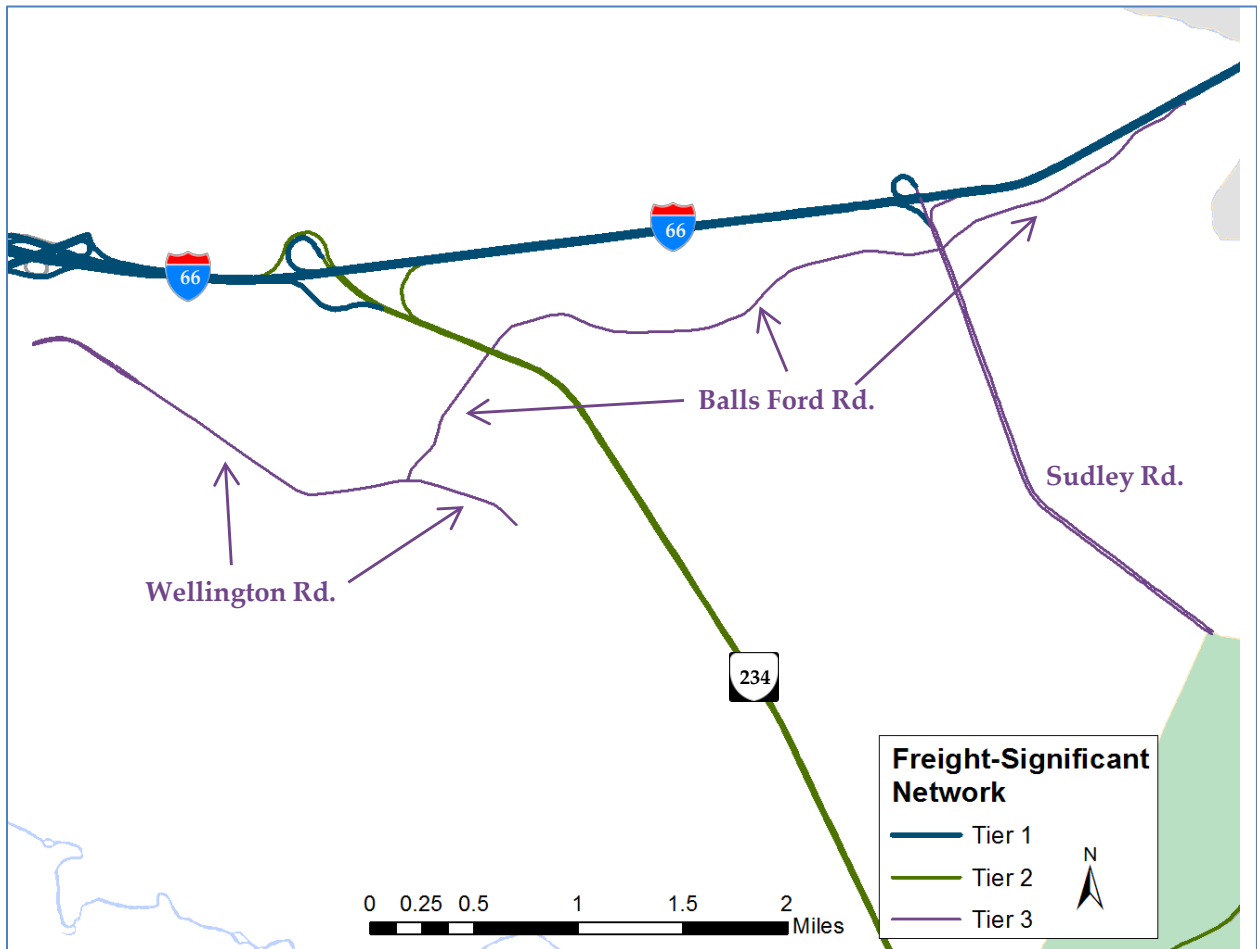 66
66
Balls Ford Rd.
Sudley Rd.
Wellington Rd.
234
Freight-Significant
Network
Tier 1
Tier 2
Tier 3
N
0 0.25 0.5 1 1.5 2
Miles